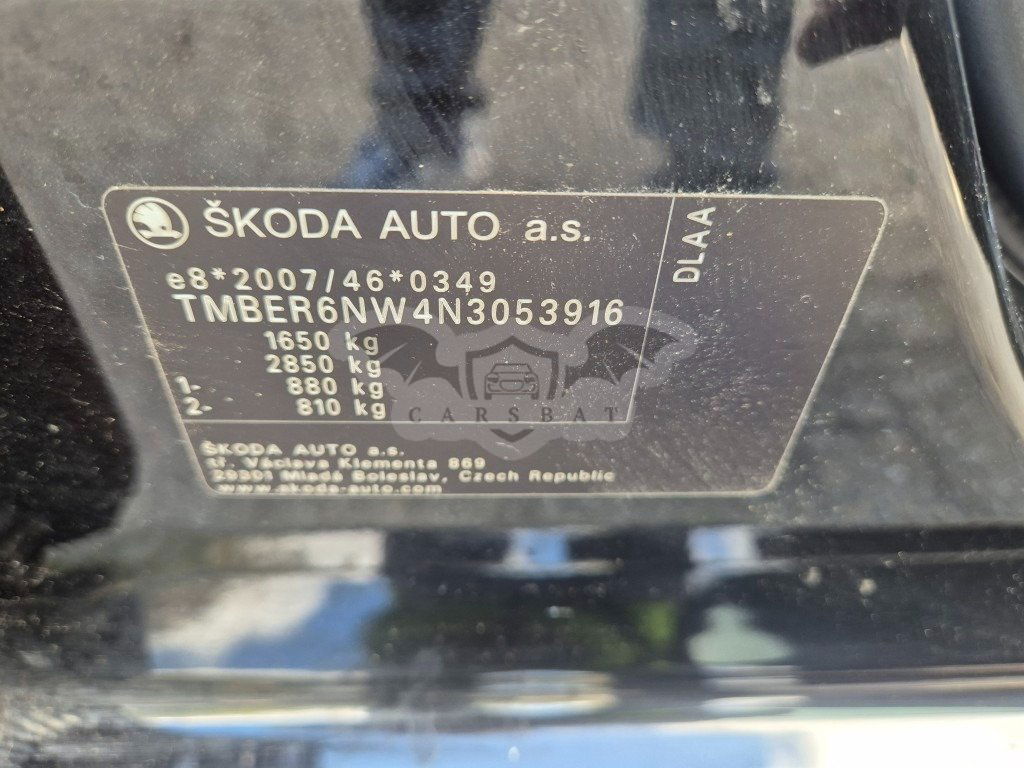 ŠKODA AUTO a.s.
DLAA
e8*2007/46*0349
TMBER6NW4N3053916
1650 kg
2850 kg
1- 880 kg
2- 810 kg
CARSBAT
ŠKODA AUTO a.s.
tř. Václava Klementa 869
29301 Mladá Boleslav, Czech Republic
www.skoda-auto.com